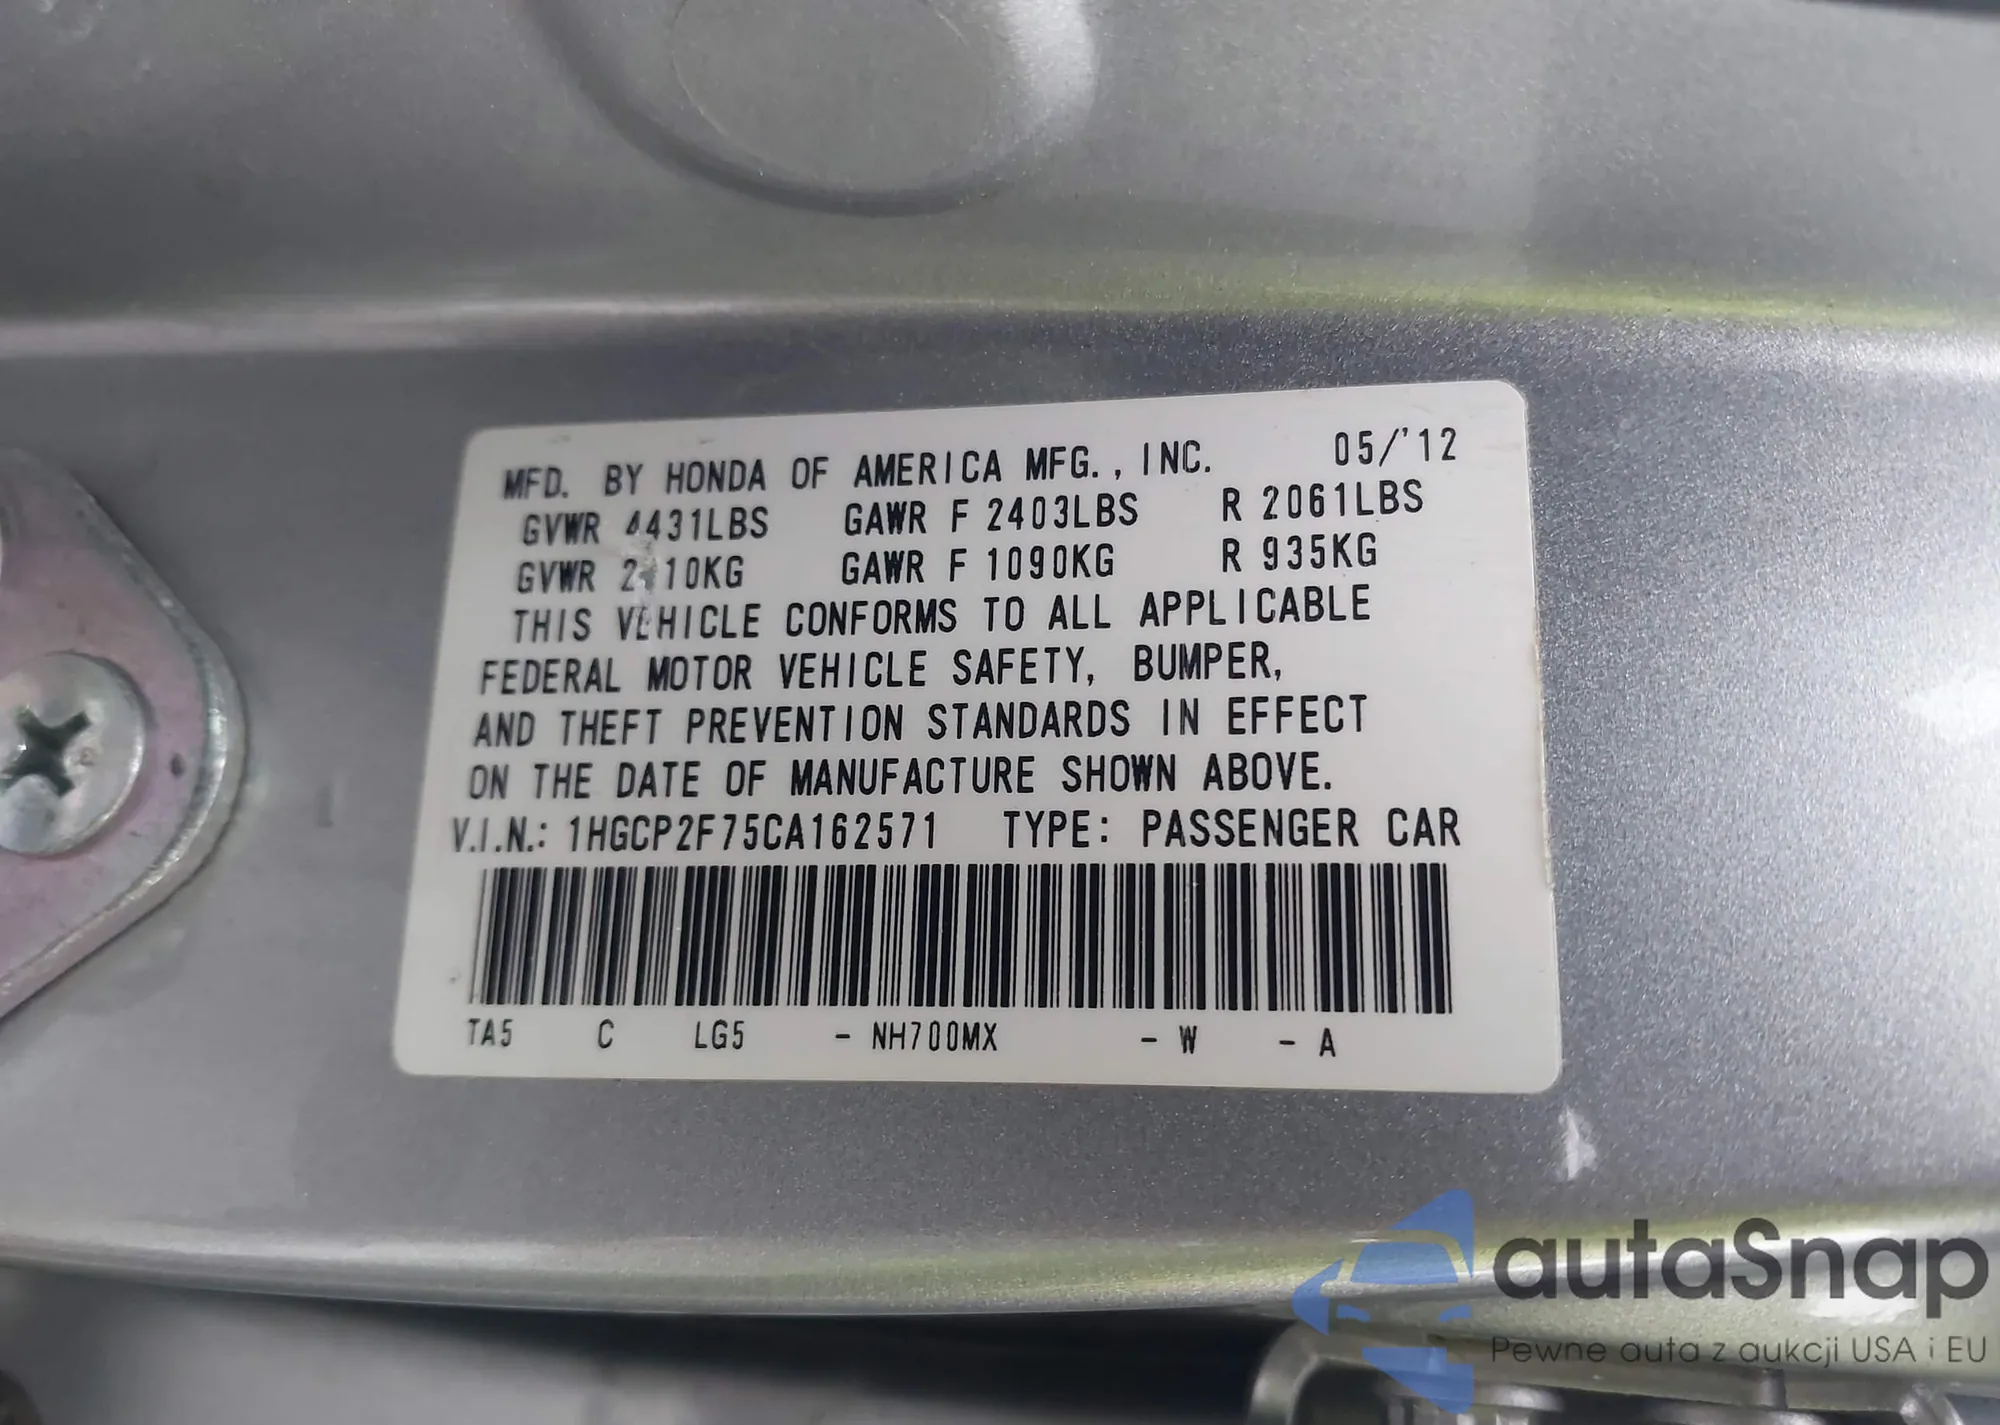 MFD. BY HONDA OF AMERICA MFG., INC. 05/'12
GVWR 4431LBS GAWR F 2403LBS R 2061LBS
GVWR 2010KG GAWR F 1090KG R 935KG
THIS VEHICLE CONFORMS TO ALL APPLICABLE
FEDERAL MOTOR VEHICLE SAFETY, BUMPER,
AND THEFT PREVENTION STANDARDS IN EFFECT
ON THE DATE OF MANUFACTURE SHOWN ABOVE.
V.I.N.: 1HGCP2F75CA162571 TYPE: PASSENGER CAR
TA5 C LG5 - NH700MX - W - A
autaSnap
Pewne auta z aukcji USA i EU